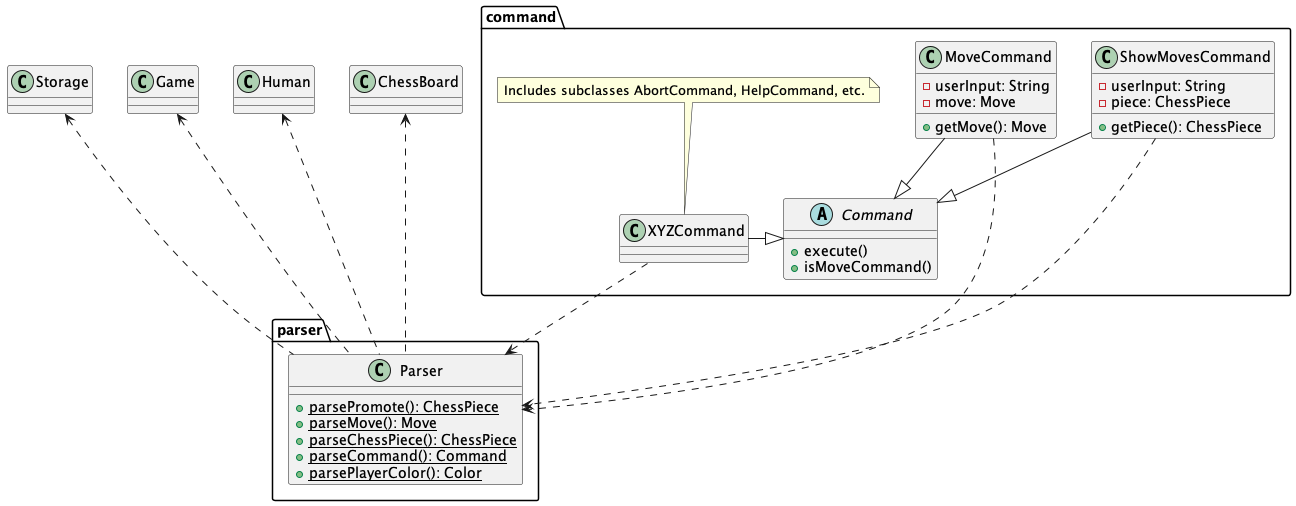 command
C MoveCommand
userInput: String
move: Move
getMove(): Move
C ShowMovesCommand
userInput: String
piece: ChessPiece
getPiece(): ChessPiece
C Storage
C Game
C Human
C ChessBoard
Includes subclasses AbortCommand, HelpCommand, etc.
C XYZCommand
A Command
execute()
isMoveCommand()
parser
C Parser
parsePromote(): ChessPiece
parseMove(): Move
parseChessPiece(): ChessPiece
parseCommand(): Command
parsePlayerColor(): Color